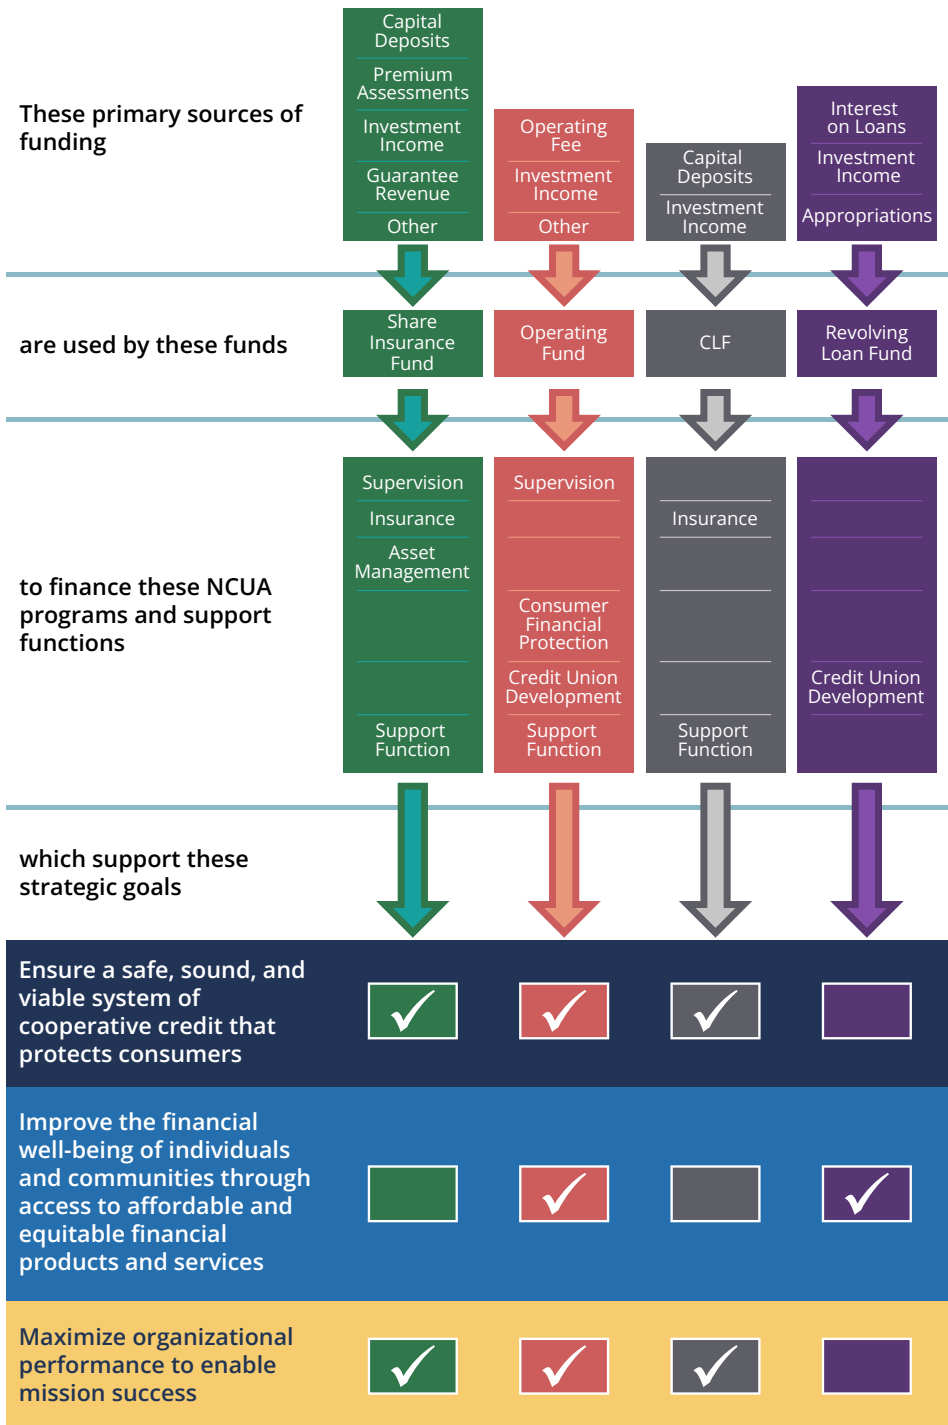 These primary sources of
funding
Capital
Deposits
Premium
Assessments
Investment
Income
Guarantee
Revenue
Other
Operating
Fee
Investment
Income
Other
Capital
Deposits
Investment
Income
Interest
on Loans
Investment
Income
Appropriations
are used by these funds
Share
Insurance
Fund
Operating
Fund
CLF
Revolving
Loan Fund
to finance these NCUA
programs and support
functions
Supervision
Insurance
Asset
Management
Support
Function
Supervision
Consumer
Financial
Protection
Credit Union
Development
Support
Function
Insurance
Support
Function
Credit Union
Development
which support these
strategic goals
Ensure a safe, sound, and
viable system of
cooperative credit that
protects consumers
Improve the financial
well-being of individuals
and communities through
access to affordable and
equitable financial
products and services
Maximize organizational
performance to enable
mission success